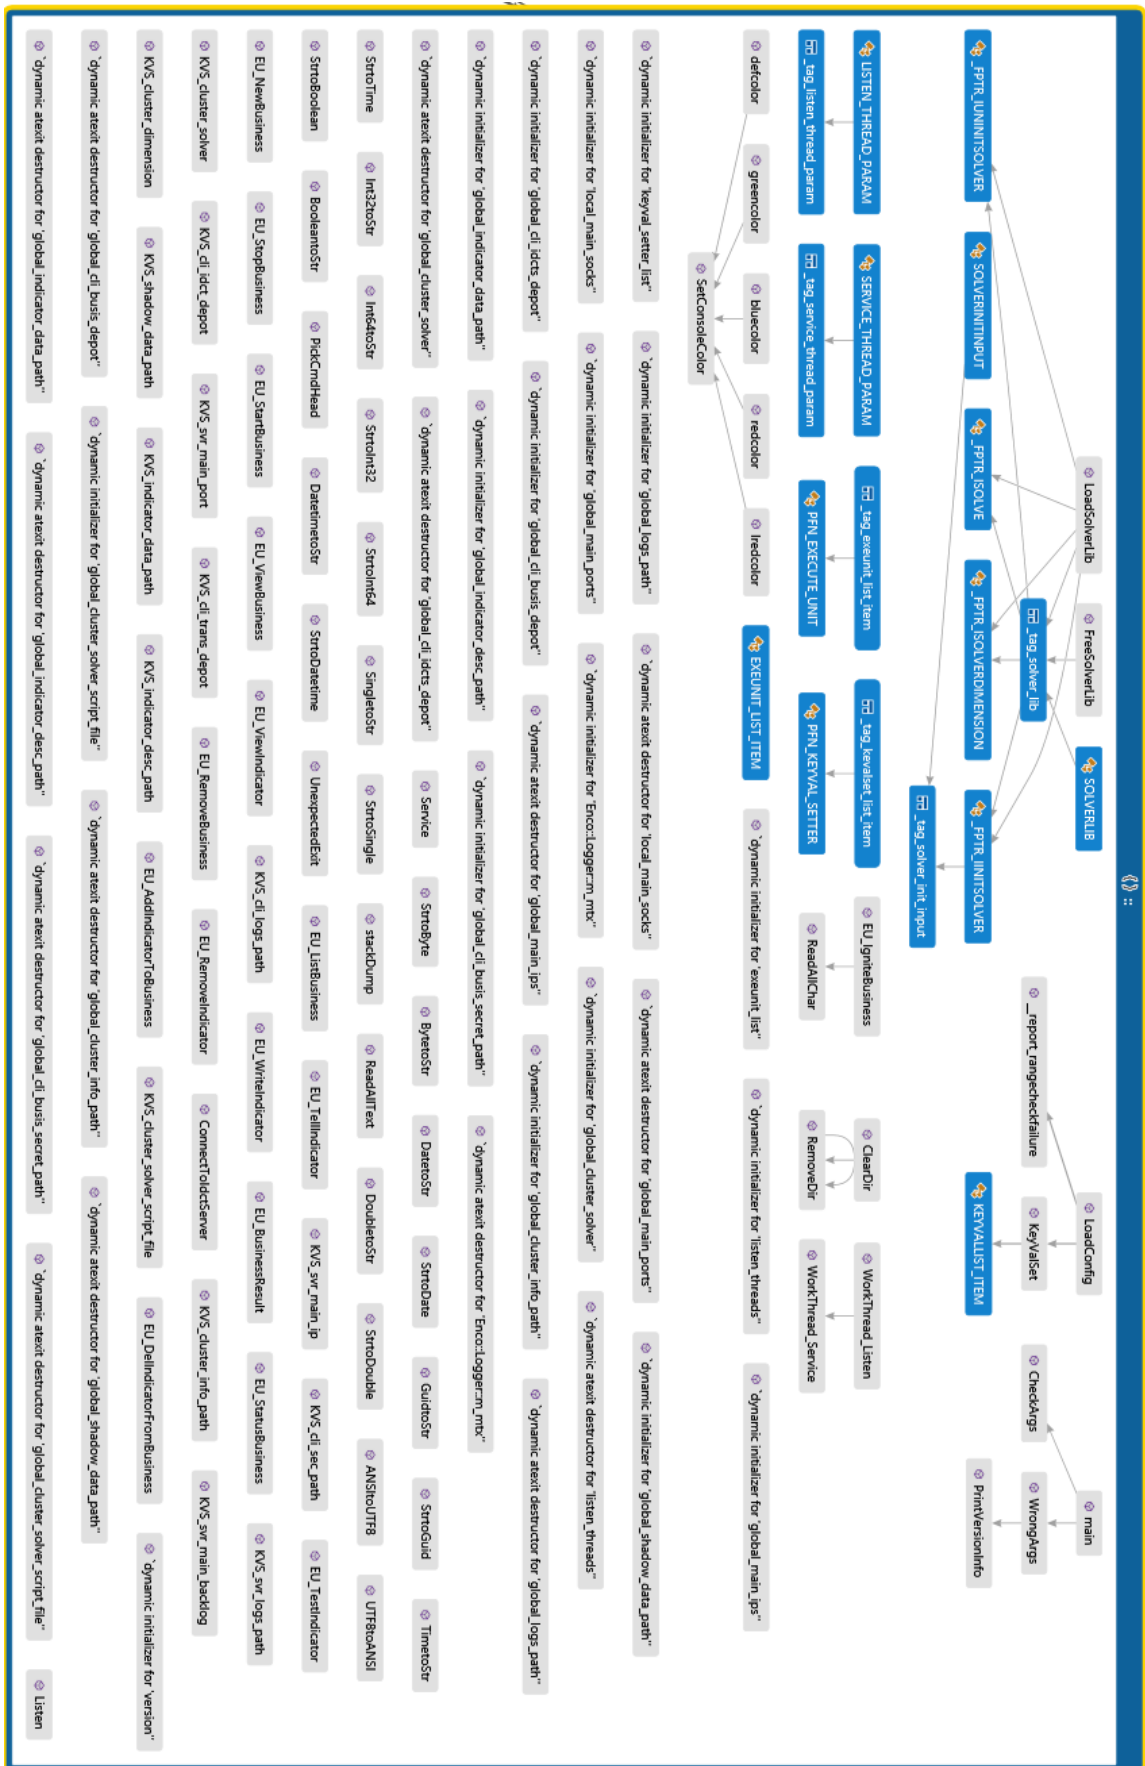 {} ::
LoadSolverLib
FreeSolverLib
SOLVERLIB
LoadConfig
main
_tag_solver_lib
__report_rangecheckfailure
KeyValSet
CheckArgs
WrongArgs
_FPTR_IUNINITSOLVER
SOLVERINITINPUT
_FPTR_ISOLVE
_FPTR_ISOLVERDIMENSION
_FPTR_IINITSOLVER
KEYVALLIST_ITEM
PrintVersionInfo
_tag_solver_init_input
LISTEN_THREAD_PARAM
SERVICE_THREAD_PARAM
_tag_exeunit_list_item
_tag_kevalset_list_item
EU_IgniteBusiness
ClearDir
WorkThread_Listen
_tag_listen_thread_param
_tag_service_thread_param
PFN_EXECUTE_UNIT
PFN_KEYVAL_SETTER
ReadAllChar
RemoveDir
WorkThread_Service
defcolor
greencolor
bluecolor
redcolor
lredcolor
EXEUNIT_LIST_ITEM
`dynamic initializer for 'exeunit_list''
`dynamic initializer for 'listen_threads''
`dynamic initializer for 'global_main_ips''
SetConsoleColor
`dynamic initializer for 'keyval_setter_list''
`dynamic initializer for 'global_logs_path''
`dynamic atexit destructor for 'local_main_socks''
`dynamic atexit destructor for 'global_main_ports''
`dynamic initializer for 'global_shadow_data_path''
`dynamic initializer for 'local_main_socks''
`dynamic initializer for 'global_main_ports''
`dynamic initializer for 'Enco::Logger::m_mtx''
`dynamic initializer for 'global_cluster_solver''
`dynamic atexit destructor for 'listen_threads''
`dynamic initializer for 'global_cli_idcts_depot''
`dynamic initializer for 'global_cli_busis_depot''
`dynamic atexit destructor for 'global_main_ips''
`dynamic initializer for 'global_cluster_info_path''
`dynamic atexit destructor for 'global_logs_path''
`dynamic initializer for 'global_indicator_data_path''
`dynamic initializer for 'global_indicator_desc_path''
`dynamic initializer for 'global_cli_busis_secret_path''
`dynamic atexit destructor for 'Enco::Logger::m_mtx''
`dynamic atexit destructor for 'global_cluster_solver''
`dynamic atexit destructor for 'global_cli_idcts_depot''
Service
StrtoByte
BytetoStr
DatetoStr
StrtoDate
GuidtoStr
StrtoGuid
TimetoStr
StrtoTime
Int32toStr
Int64toStr
StrtoInt32
StrtoInt64
SingletoStr
StrtoSingle
stackDump
ReadAllText
DoubletoStr
StrtoDouble
ANSItoUTF8
UTF8toANSI
StrtoBoolean
BooleantoStr
PickCmdHead
DatetimetoStr
StrtoDatetime
UnexpectedExit
EU_ListBusiness
EU_TellIndicator
KVS_svr_main_ip
KVS_cli_sec_path
EU_TestIndicator
EU_NewBusiness
EU_StopBusiness
EU_StartBusiness
EU_ViewBusiness
EU_ViewIndicator
KVS_cli_logs_path
EU_WriteIndicator
EU_BusinessResult
EU_StatusBusiness
KVS_svr_logs_path
KVS_cluster_solver
KVS_cli_idct_depot
KVS_svr_main_port
KVS_cli_trans_depot
EU_RemoveBusiness
EU_RemoveIndicator
ConnectToIdctServer
KVS_cluster_info_path
KVS_svr_main_backlog
KVS_cluster_dimension
KVS_shadow_data_path
KVS_indicator_data_path
KVS_indicator_desc_path
EU_AddIndicatorToBusiness
KVS_cluster_solver_script_file
EU_DelIndicatorFromBusiness
`dynamic initializer for 'version''
`dynamic atexit destructor for 'global_cli_busis_depot''
`dynamic initializer for 'global_cluster_solver_script_file''
`dynamic atexit destructor for 'global_cluster_info_path''
`dynamic atexit destructor for 'global_shadow_data_path''
`dynamic atexit destructor for 'global_indicator_data_path''
`dynamic atexit destructor for 'global_indicator_desc_path''
`dynamic atexit destructor for 'global_cli_busis_secret_path''
`dynamic atexit destructor for 'global_cluster_solver_script_file''
Listen